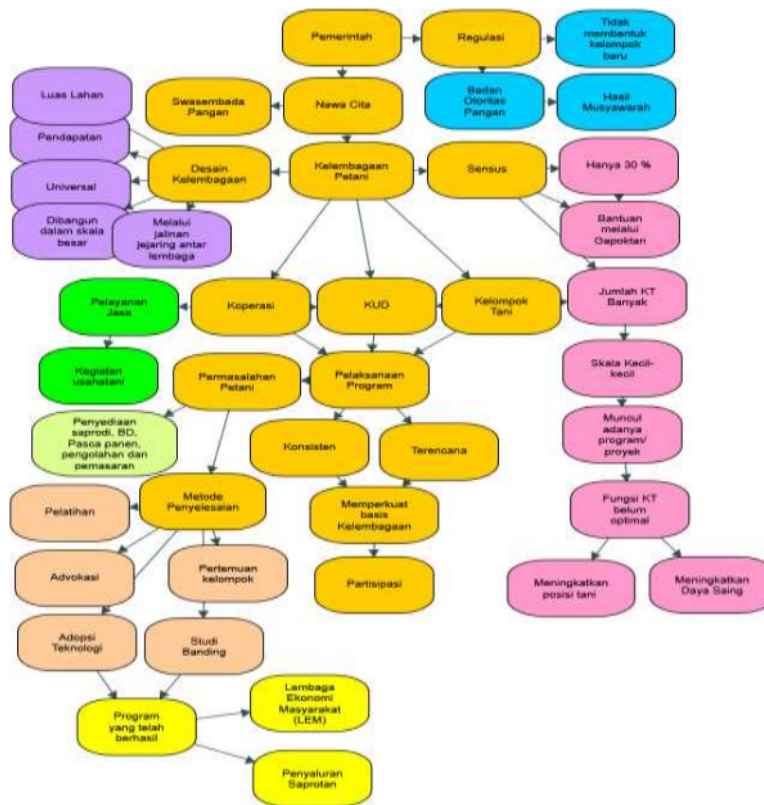 Pemerintah
Regulasi
Tidak
membentuk
kelompok
baru
Luas Lahan
Swasembada
Pangan
Nawa Cita
Badan
Otoritas
Pangan
Hasil
Musyawarah
Pendapatan
Desain
Kelembagaan
Kelembagaan
Petani
Sensus
Hanya 30 %
Universal
Dibangun
dalam skala
besar
Melalui
jalinan
jejaring antar
lembaga
Bantuan
melalui
Gapoktan
Pelayanan
Jasa
Koperasi
KUD
Kelompok
Tani
Jumlah KT
Banyak
Kegiatan
usahatani
Permasalahan
Petani
Pelaksanaan
Program
Skala Kecil-
kecil
Penyediaan
saprodi, BD,
Pasca panen,
pengolahan dan
pemasaran
Konsisten
Terencana
Muncul
adanya
program/
proyek
Pelatihan
Metode
Penyelesaian
Memperkuat
basis
Kelembagaan
Fungsi KT
belum
optimal
Advokasi
Pertemuan
kelompok
Partisipasi
Meningkatkan
posisi tani
Meningkatkan
Daya Saing
Adopsi
Teknologi
Studi
Banding
Program
yang telah
berhasil
Lembaga
Ekonomi
Masyarakat
(LEM)
Penyaluran
Saprotan